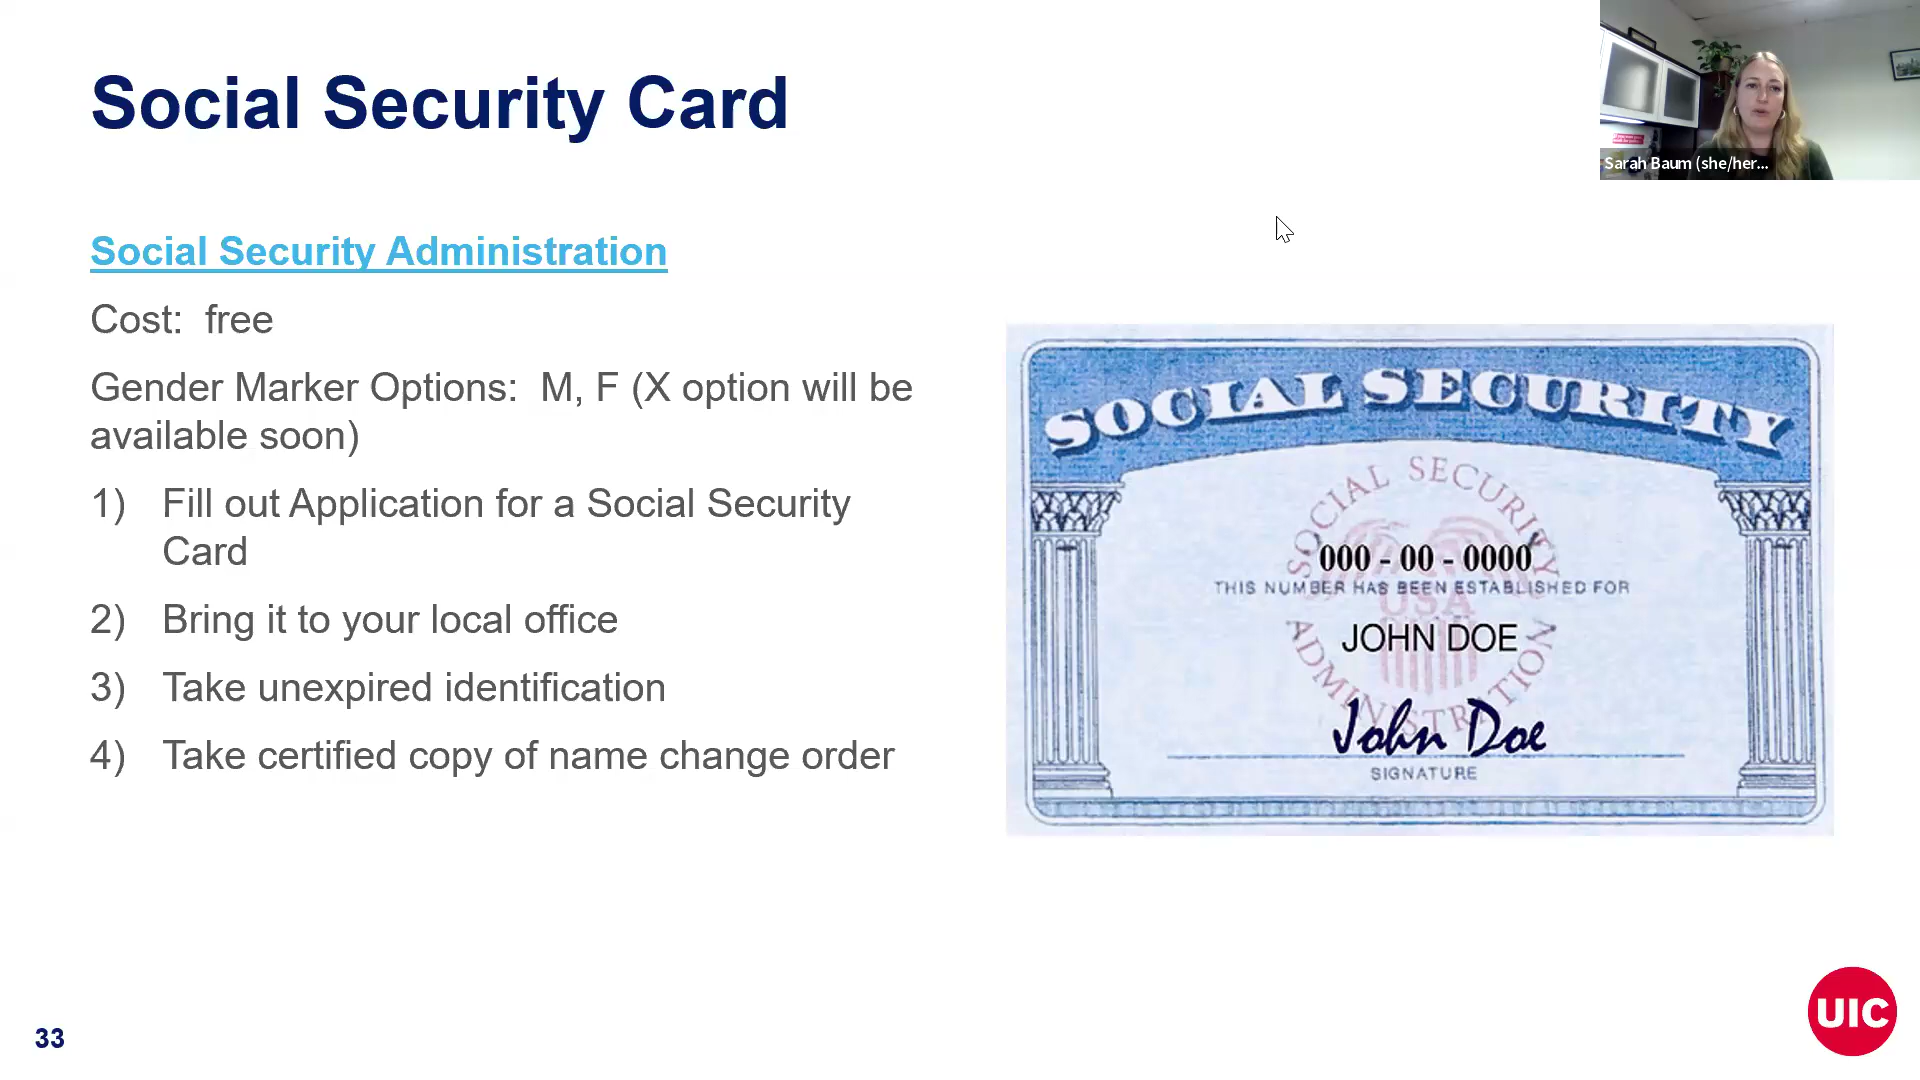 Social Security Card
Sarah Baum (she/her...
Social Security Administration
Cost: free
Gender Marker Options: M, F (X option will be
available soon)
1) Fill out Application for a Social Security
Card
2) Bring it to your local office
3) Take unexpired identification
4) Take certified copy of name change order
SOCIAL SECURITY
SOCIAL SECURITY
ADMINISTRATION
USA
000 - 00 - 0000
THIS NUMBER HAS BEEN ESTABLISHED FOR
JOHN DOE
John Doe
SIGNATURE
33
UIC